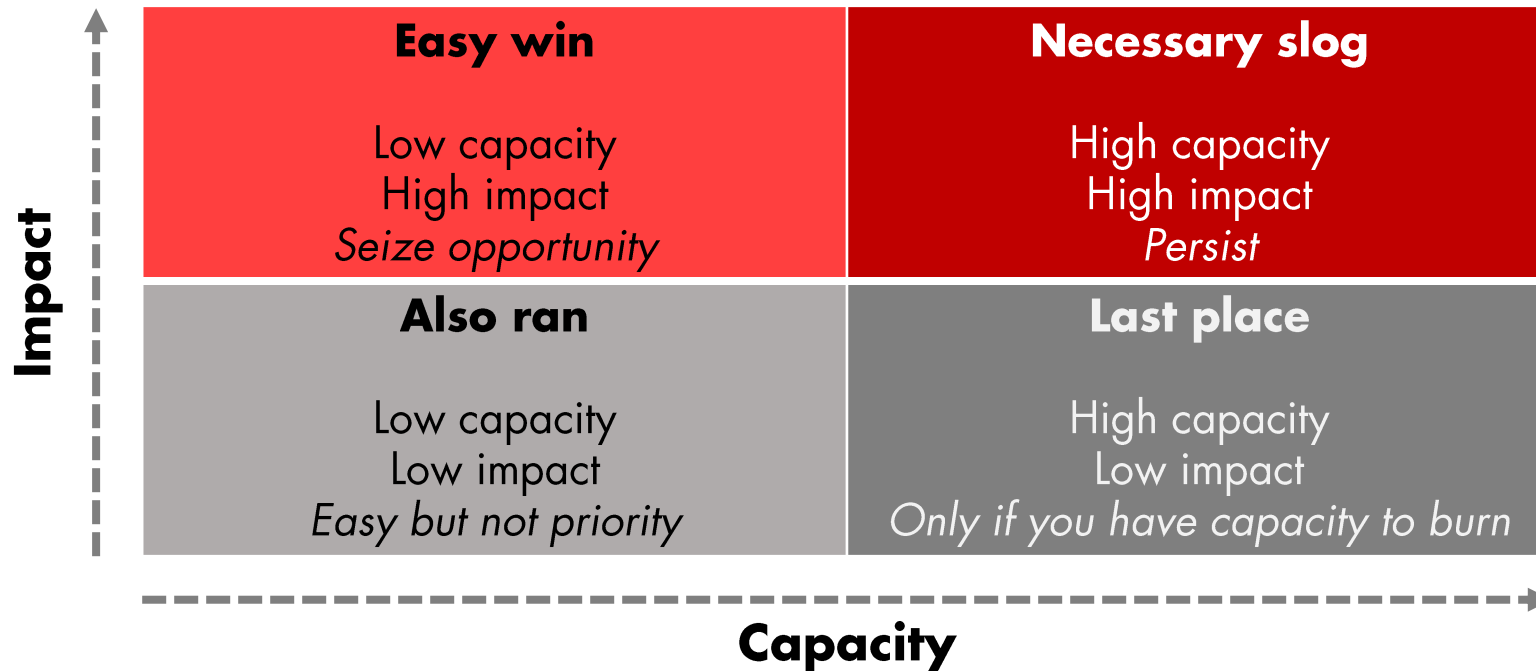 Impact
Easy win
Low capacity
High impact
Seize opportunity
Necessary slog
High capacity
High impact
Persist
Also ran
Low capacity
Low impact
Easy but not priority
Last place
High capacity
Low impact
Only if you have capacity to burn
Capacity